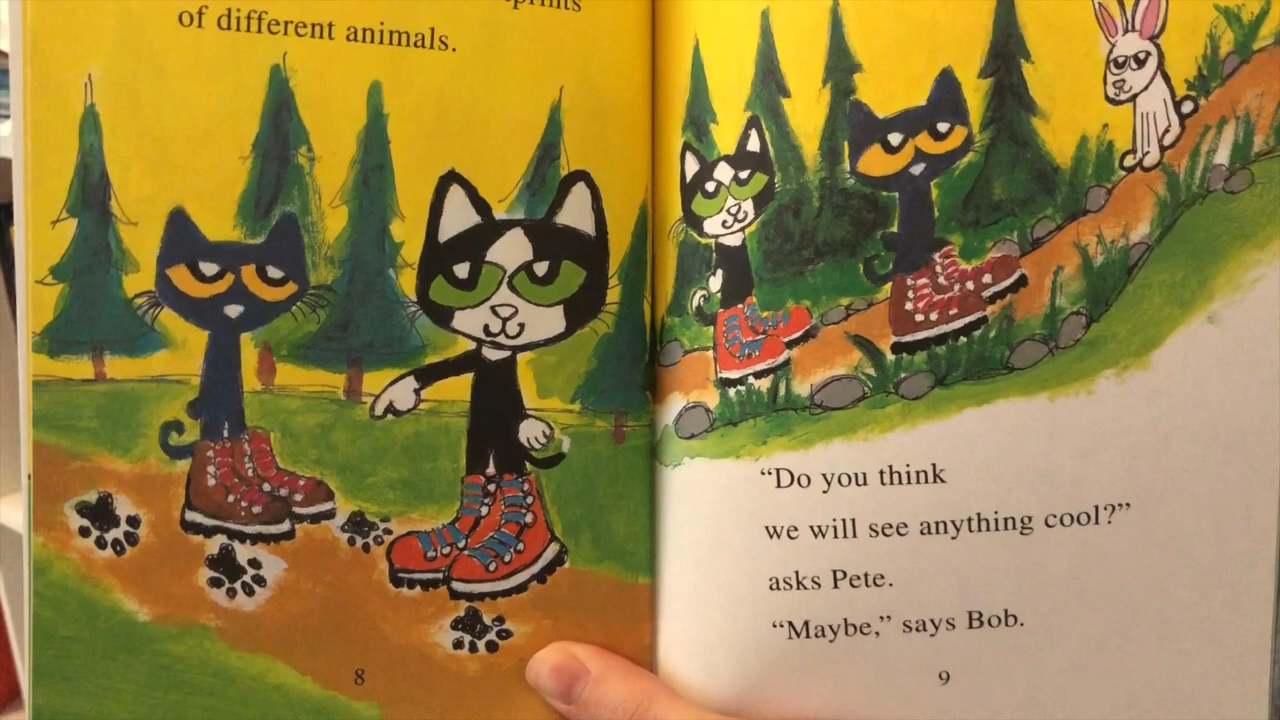 of different animals.
8
“Do you think
we will see anything cool?”
asks Pete.
“Maybe,” says Bob.
9